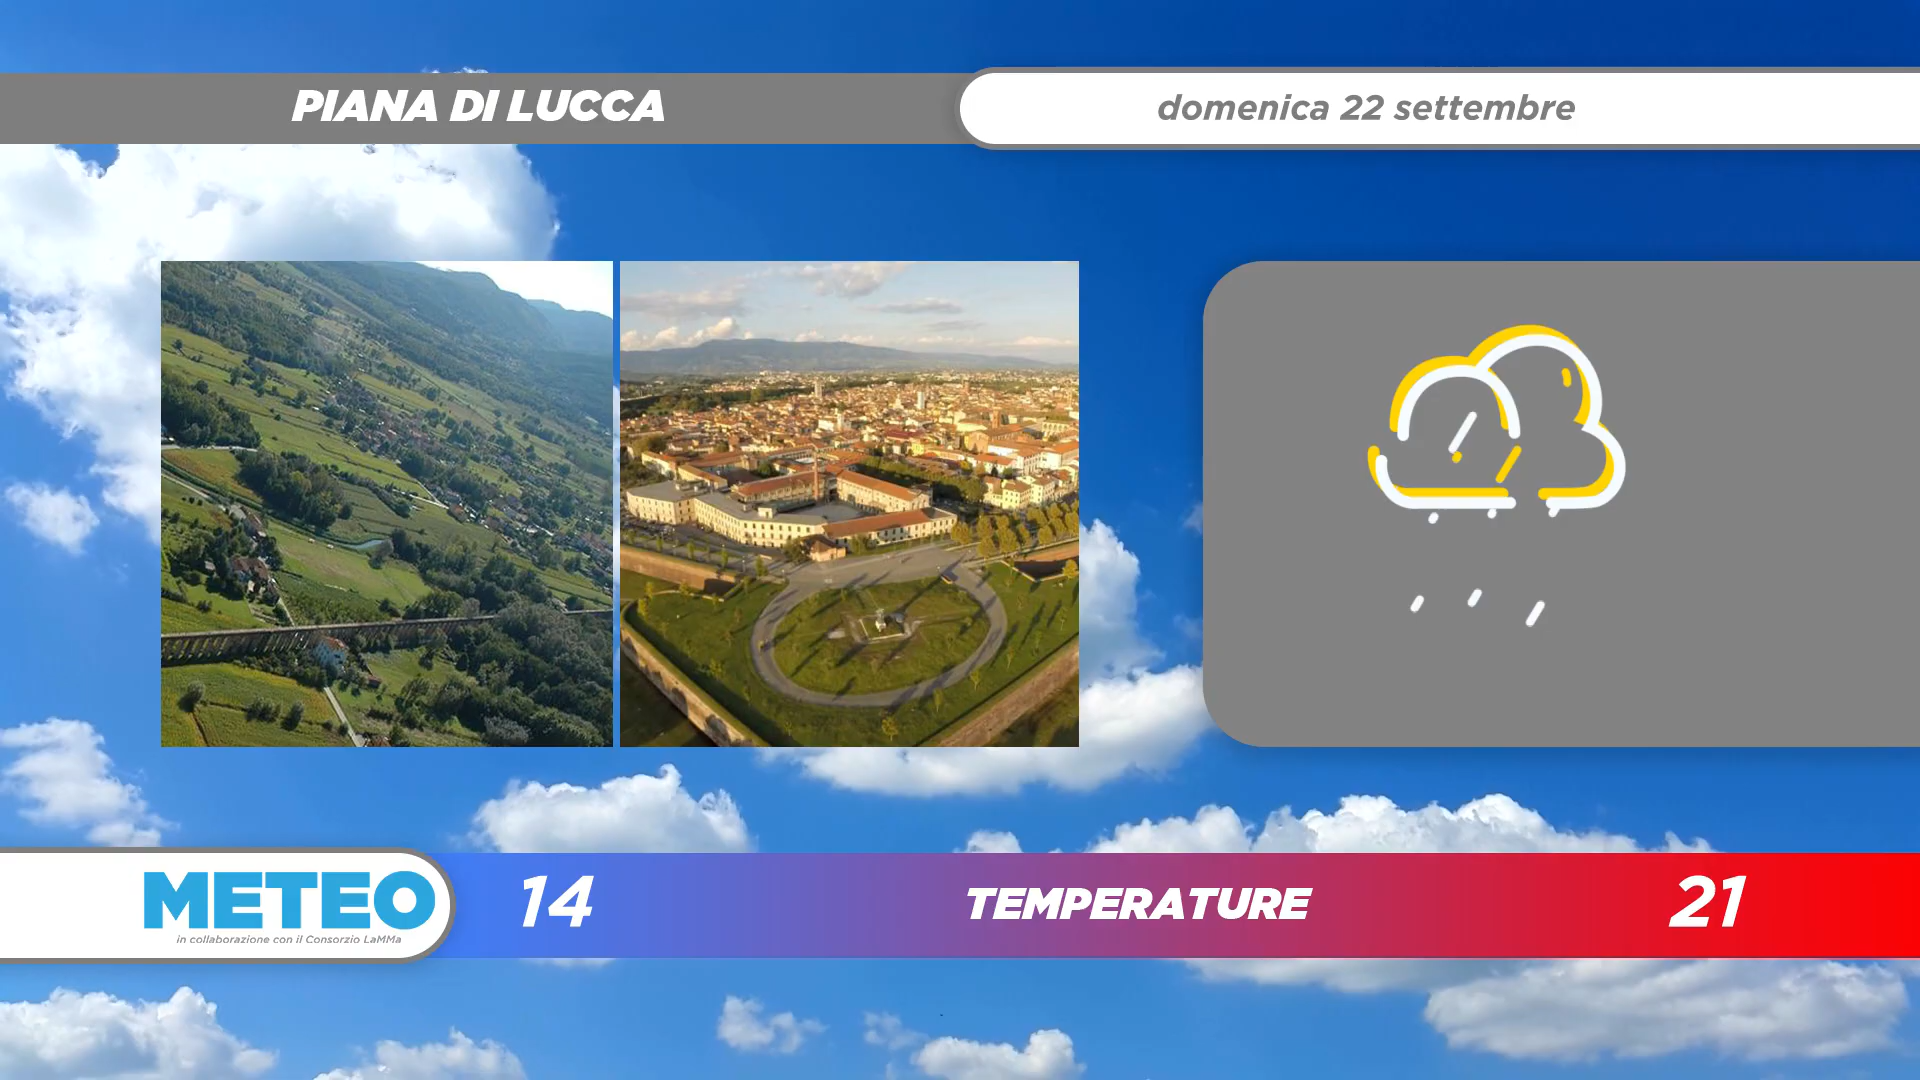 PIANA DI LUCCA
domenica 22 settembre
METEO
in collaborazione con il Consorzio LaMMa
14
TEMPERATURE
21